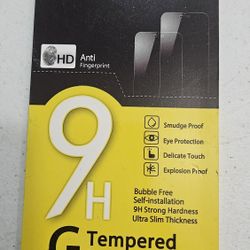 HD Anti
Fingerprint
9H
Smudge Proof
Eye Protection
Delicate Touch
Explosion Proof
Bubble Free
Self-installation
9H Strong Hardness
Ultra Slim Thickness
G Tempered